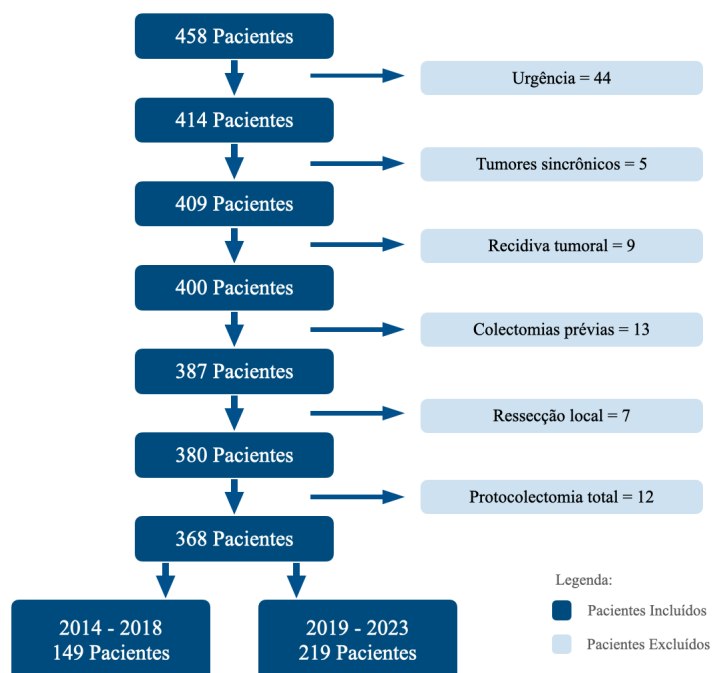 458 Pacientes
Urgência = 44
414 Pacientes
Tumores sincrônicos = 5
409 Pacientes
Recidiva tumoral = 9
400 Pacientes
Colectomias prévias = 13
387 Pacientes
Ressecção local = 7
380 Pacientes
Protocolectomia total = 12
368 Pacientes
2014 - 2018
149 Pacientes
2019 - 2023
219 Pacientes
Legenda:
Pacientes Incluídos
Pacientes Excluídos